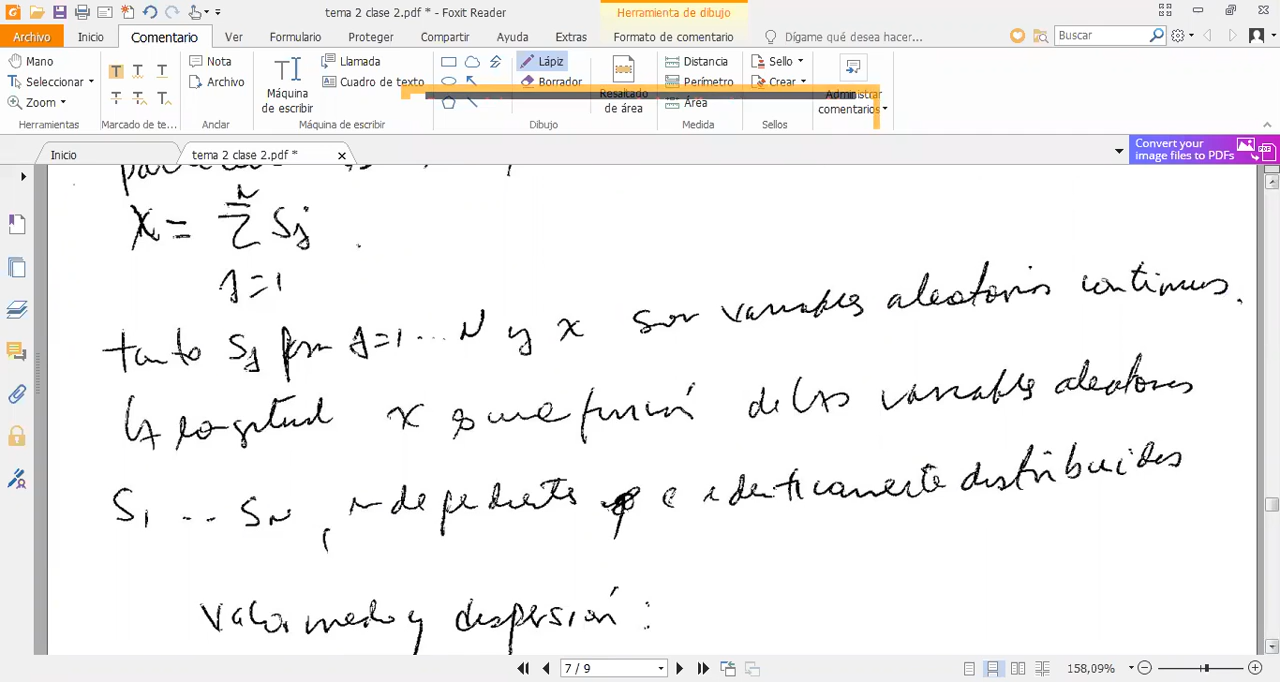 tema 2 clase 2.pdf * - Foxit Reader
Herramienta de dibujo
Archivo Inicio Comentario Ver Formulario Proteger Compartir Ayuda Extras Formato de comentario Dígame qué desea hacer... Buscar
Mano
Seleccionar
Zoom
Herramientas
T T T
T T T
Marcado de te...
Nota
Archivo
Anclar
Máquina de escribir
Llamada
Cuadro de texto
Máquina de escribir
Lápiz
Borrador
Dibujo
Resaltado de área
Distancia
Perímetro
Área
Medida
Sello
Crear
Sellos
Administrar comentarios
Inicio
tema 2 clase 2.pdf *
Convert your
image files to PDFs
X = N
Σ Sj
j=1
tanto Sj para j=1 ... N y x son variables aleatorias continuas.
la longitud x es una función de las variables aleatorias
S1 ... SN, independientes e identicamente distribuidas
Valor medio y dispersión:
7 / 9
158,09%